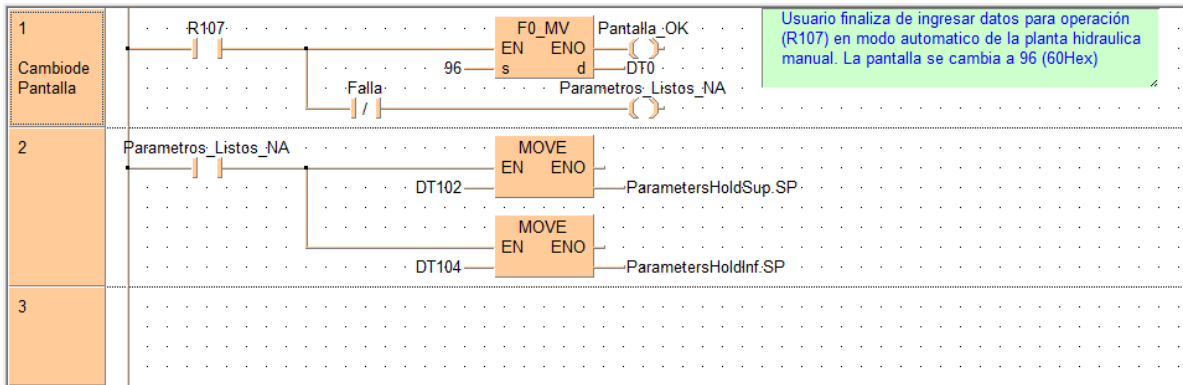 1
Cambiode
Pantalla
R107
F0_MV
EN ENO
s d
96
Pantalla_OK
DT0
Falla
/
Parametros_Listos_NA
Usuario finaliza de ingresar datos para operación
(R107) en modo automatico de la planta hidraulica
manual. La pantalla se cambia a 96 (60Hex)
2
Parametros_Listos_NA
MOVE
EN ENO
DT102
ParametersHoldSup.SP
MOVE
EN ENO
DT104
ParametersHoldInf.SP
3